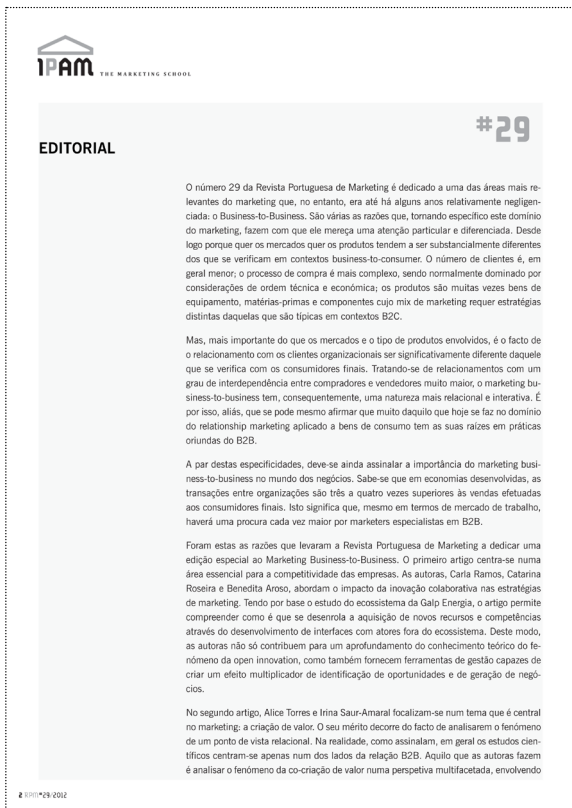 IPAM THE MARKETING SCHOOL
#29
EDITORIAL
O número 29 da Revista Portuguesa de Marketing é dedicado a uma das áreas mais re-
levantes do marketing que, no entanto, era até há alguns anos relativamente negligen-
ciada: o Business-to-Business. São várias as razões que, tornando específico este domínio
do marketing, fazem com que ele mereça uma atenção particular e diferenciada. Desde
logo porque quer os mercados quer os produtos tendem a ser substancialmente diferentes
dos que se verificam em contextos business-to-consumer. O número de clientes é, em
geral menor; o processo de compra é mais complexo, sendo normalmente dominado por
considerações de ordem técnica e económica; os produtos são muitas vezes bens de
equipamento, matérias-primas e componentes cujo mix de marketing requer estratégias
distintas daquelas que são típicas em contextos B2C.
Mas, mais importante do que os mercados e o tipo de produtos envolvidos, é o facto de
o relacionamento com os clientes organizacionais ser significativamente diferente daquele
que se verifica com os consumidores finais. Tratando-se de relacionamentos com um
grau de interdependência entre compradores e vendedores muito maior, o marketing bu-
siness-to-business tem, consequentemente, uma natureza mais relacional e interativa. É
por isso, aliás, que se pode mesmo afirmar que muito daquilo que hoje se faz no domínio
do relationship marketing aplicado a bens de consumo tem as suas raízes em práticas
oriundas do B2B.
A par destas especificidades, deve-se ainda assinalar a importância do marketing busi-
ness-to-business no mundo dos negócios. Sabe-se que em economias desenvolvidas, as
transações entre organizações são três a quatro vezes superiores às vendas efetuadas
aos consumidores finais. Isto significa que, mesmo em termos de mercado de trabalho,
haverá uma procura cada vez maior por marketers especialistas em B2B.
Foram estas as razões que levaram a Revista Portuguesa de Marketing a dedicar uma
edição especial ao Marketing Business-to-Business. O primeiro artigo centra-se numa
área essencial para a competitividade das empresas. As autoras, Carla Ramos, Catarina
Roseira e Benedita Aroso, abordam o impacto da inovação colaborativa nas estratégias
de marketing. Tendo por base o estudo do ecossistema da Galp Energia, o artigo permite
compreender como é que se desenrola a aquisição de novos recursos e competências
através do desenvolvimento de interfaces com atores fora do ecossistema. Deste modo,
as autoras não só contribuem para um aprofundamento do conhecimento teórico do fe-
nómeno da open innovation, como também fornecem ferramentas de gestão capazes de
criar um efeito multiplicador de identificação de oportunidades e de geração de negó-
cios.
No segundo artigo, Alice Torres e Irina Saur-Amaral focalizam-se num tema que é central
no marketing: a criação de valor. O seu mérito decorre do facto de analisarem o fenómeno
de um ponto de vista relacional. Na realidade, como assinalam, em geral os estudos cien-
tíficos centram-se apenas num dos lados da relação B2B. Aquilo que as autoras fazem
é analisar o fenómeno da co-criação de valor numa perspetiva multifacetada, envolvendo
2 RPM#29/2012